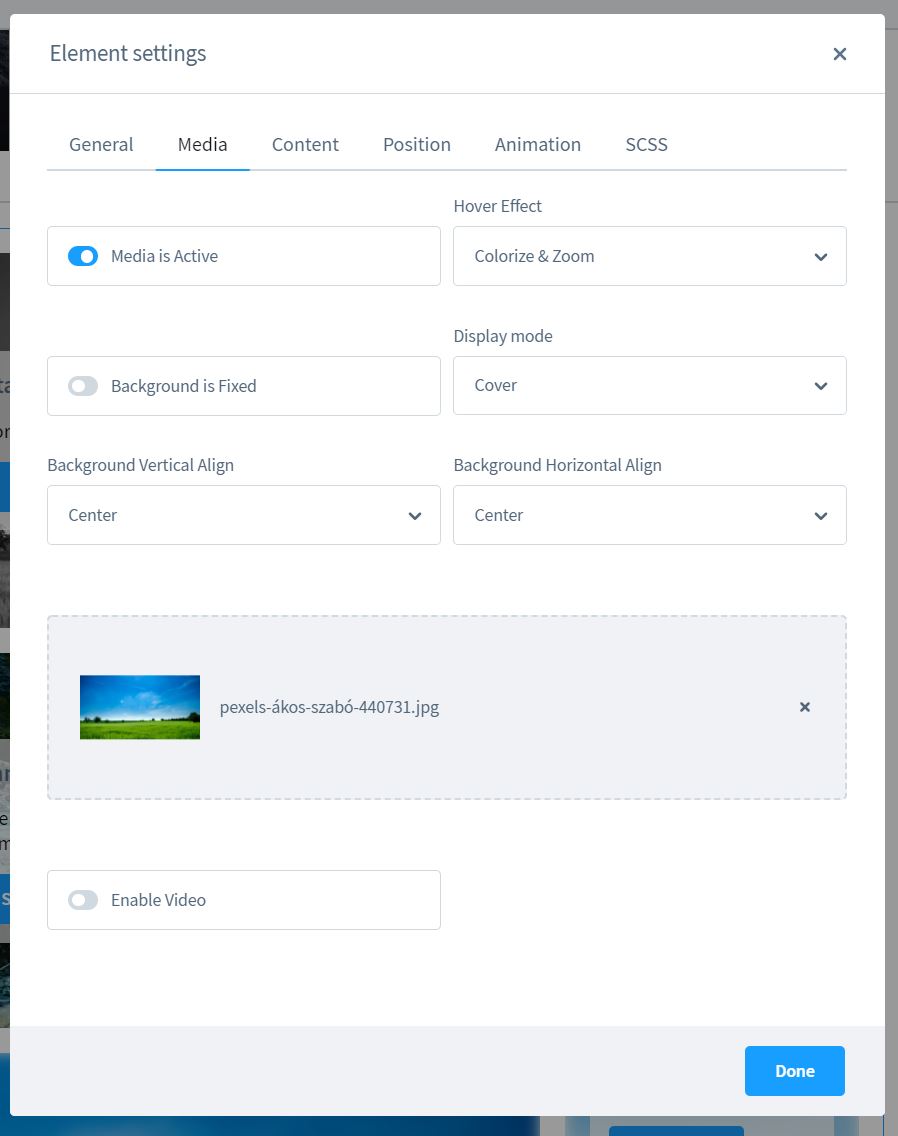 Element settings
General Media Content Position Animation SCSS
Hover Effect
Media is Active
Colorize & Zoom
Display mode
Background is Fixed
Cover
Background Vertical Align
Background Horizontal Align
Center
Center
pexels-ákos-szabó-440731.jpg
Enable Video
Done